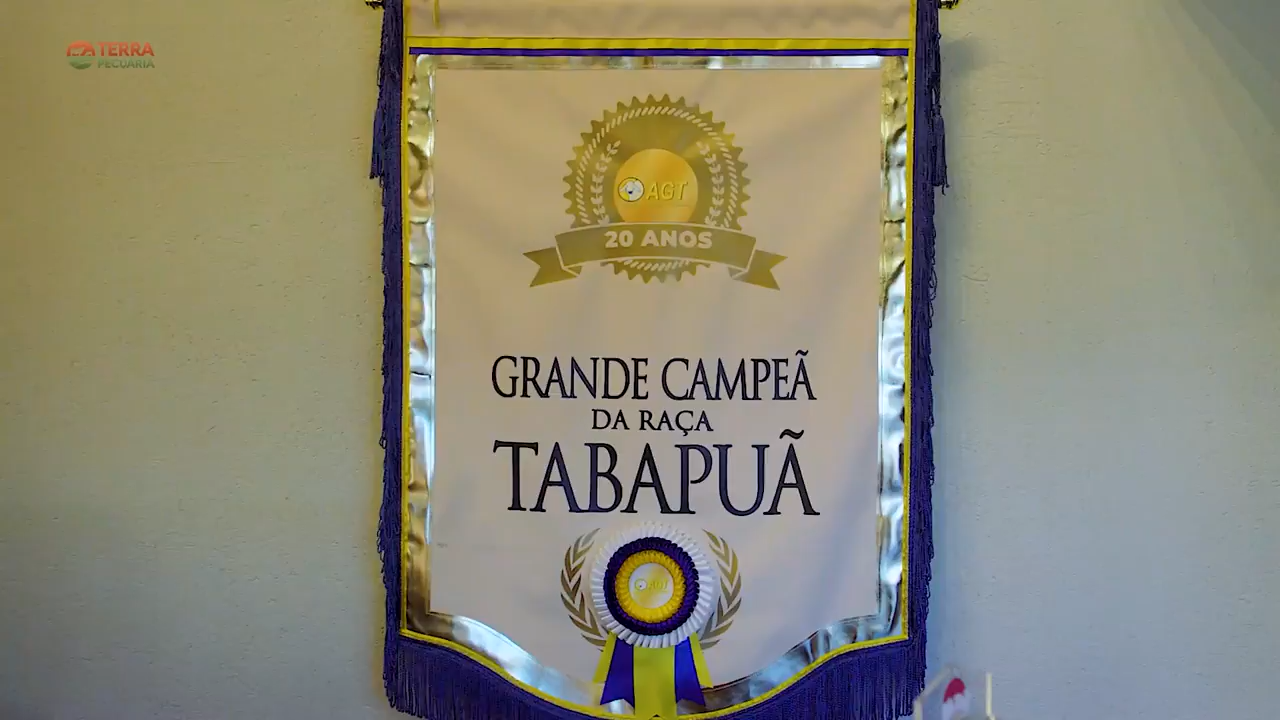 TERRA
PECUÁRIA
AGT
20 ANOS
GRANDE CAMPEÃ
DA RAÇA
TABAPUÃ
AGT